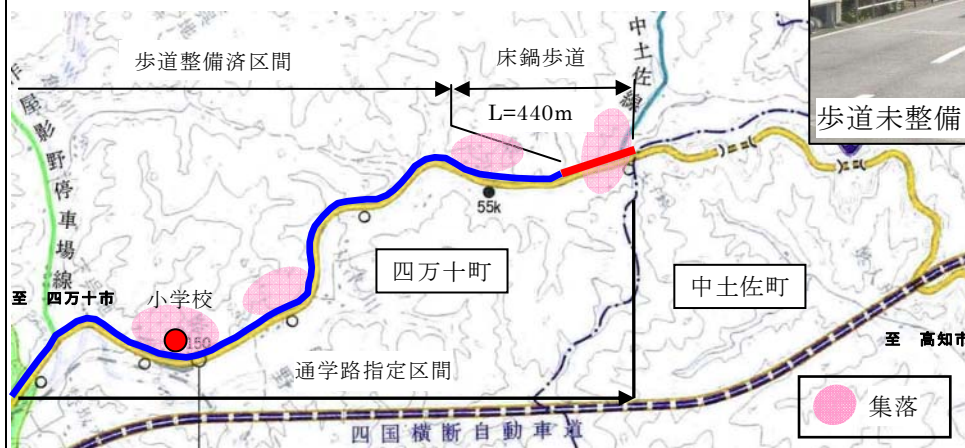 歩道整備済区間
床鍋歩道
L=440m
中土佐線
歩道未整備
屋影野停車場線
55k
四万十町
中土佐町
至 四万十市
小学校
150
至 高知市
通学路指定区間
集落
四国横断自動車道